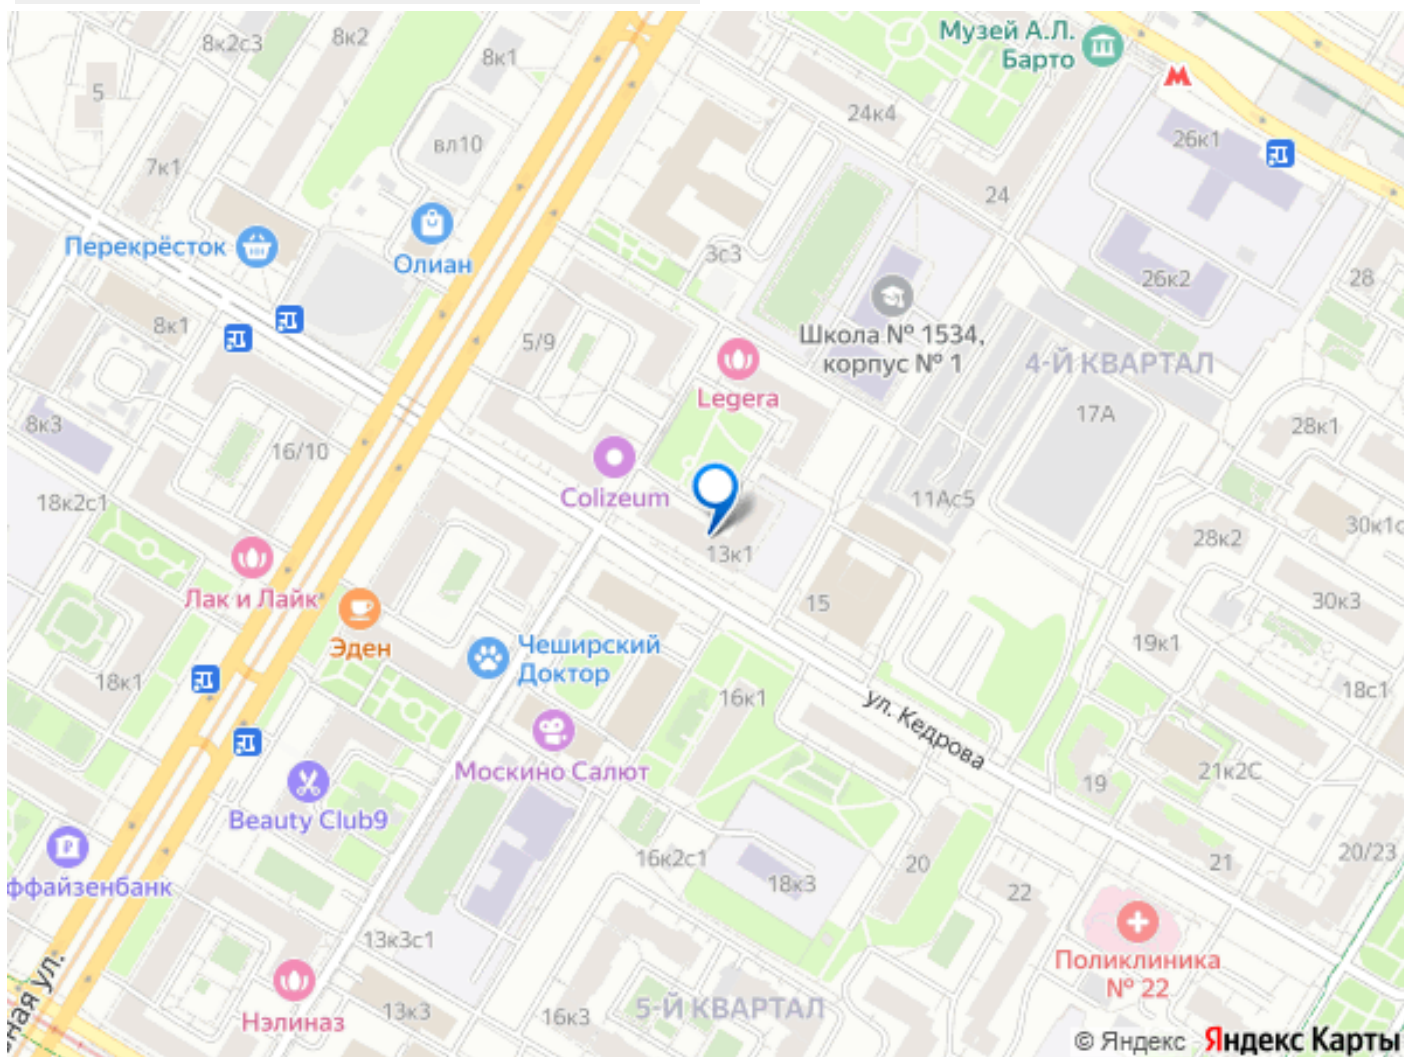 8к2с3
8к2
8к1
Музей А.Л.
Барто
5
24к4
вл10
26к1
7к1
24
Перекрёсток
Олиан
3с3
26к2
28
8к1
5/9
Школа № 1534,
корпус № 1
4-Й КВАРТАЛ
Legera
17А
8к3
16/10
28к1
Colizeum
11Ас5
18к2с1
30к1с
28к2
13к1
Лак и Лайк
15
30к3
Эден
Чеширский
Доктор
19к1
18к1
16к1
18с1
ул. Кедрова
Москино Салют
21к2С
19
Beauty Club9
16к2с1
20
21
20/23
ффайзенбанк
18к3
22
13к3с1
Поликлиника
№ 22
ная ул.
Нэлиназ
13к3
16к3
5-Й КВАРТАЛ
© Яндекс Яндекс Карты